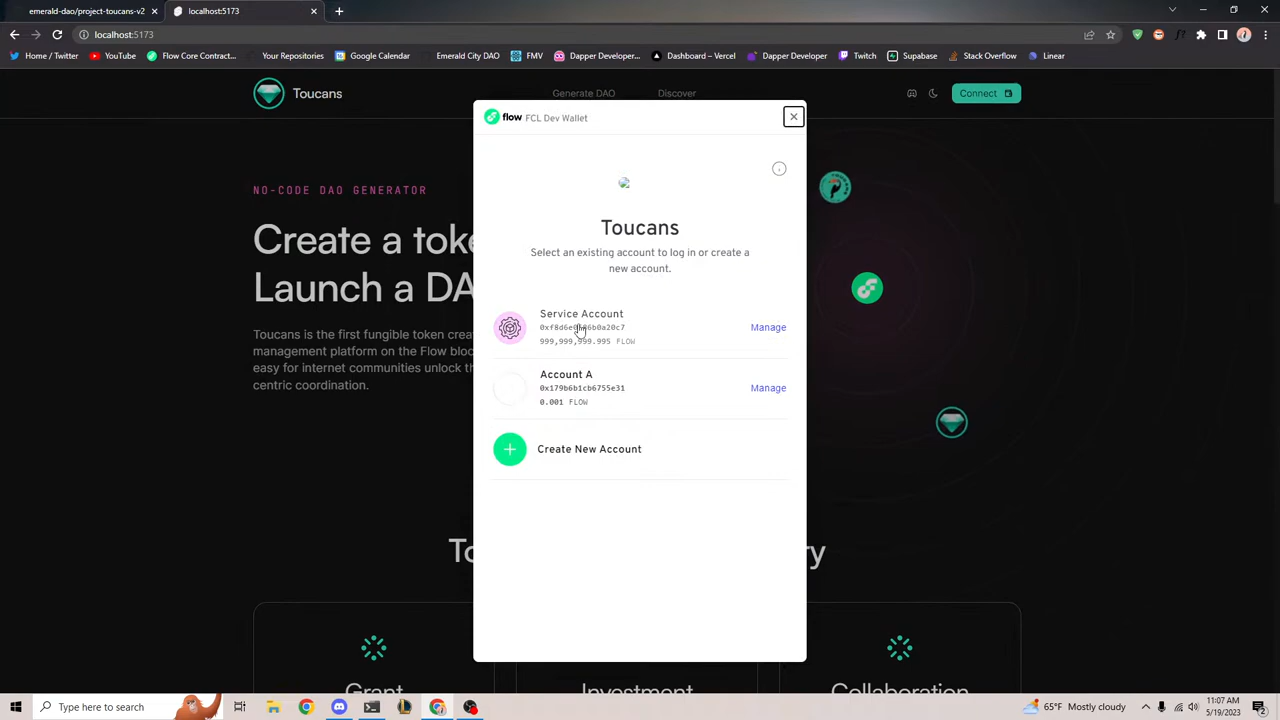 emerald-dao/project-toucans-v2
localhost:5173
localhost:5173
Home / Twitter
YouTube
Flow Core Contract...
Your Repositories
Google Calendar
Emerald City DAO
FMV
Dapper Developer...
Dashboard – Vercel
Dapper Developmen...
Twitch
Supabase
Stack Overflow
Linear
Toucans
Generate DAO
Discover
Connect
flow FCL Dev Wallet
NO-CODE DAO GENERATOR
Create a toke
Launch a DA
Toucans is the first fungible token creat
management platform on the Flow bloc
easy for internet communities unlock th
centric coordination.
Toucans
Select an existing account to log in or create a
new account.
Service Account
Manage
999,999,999.995 FLOW
Account A
0x179b6b1cb6755e31
Manage
0.001 FLOW
Create New Account
To
ry
Grant
Investment
Collaboration
Type here to search
65°F Mostly cloudy
11:07 AM
5/19/2023
2